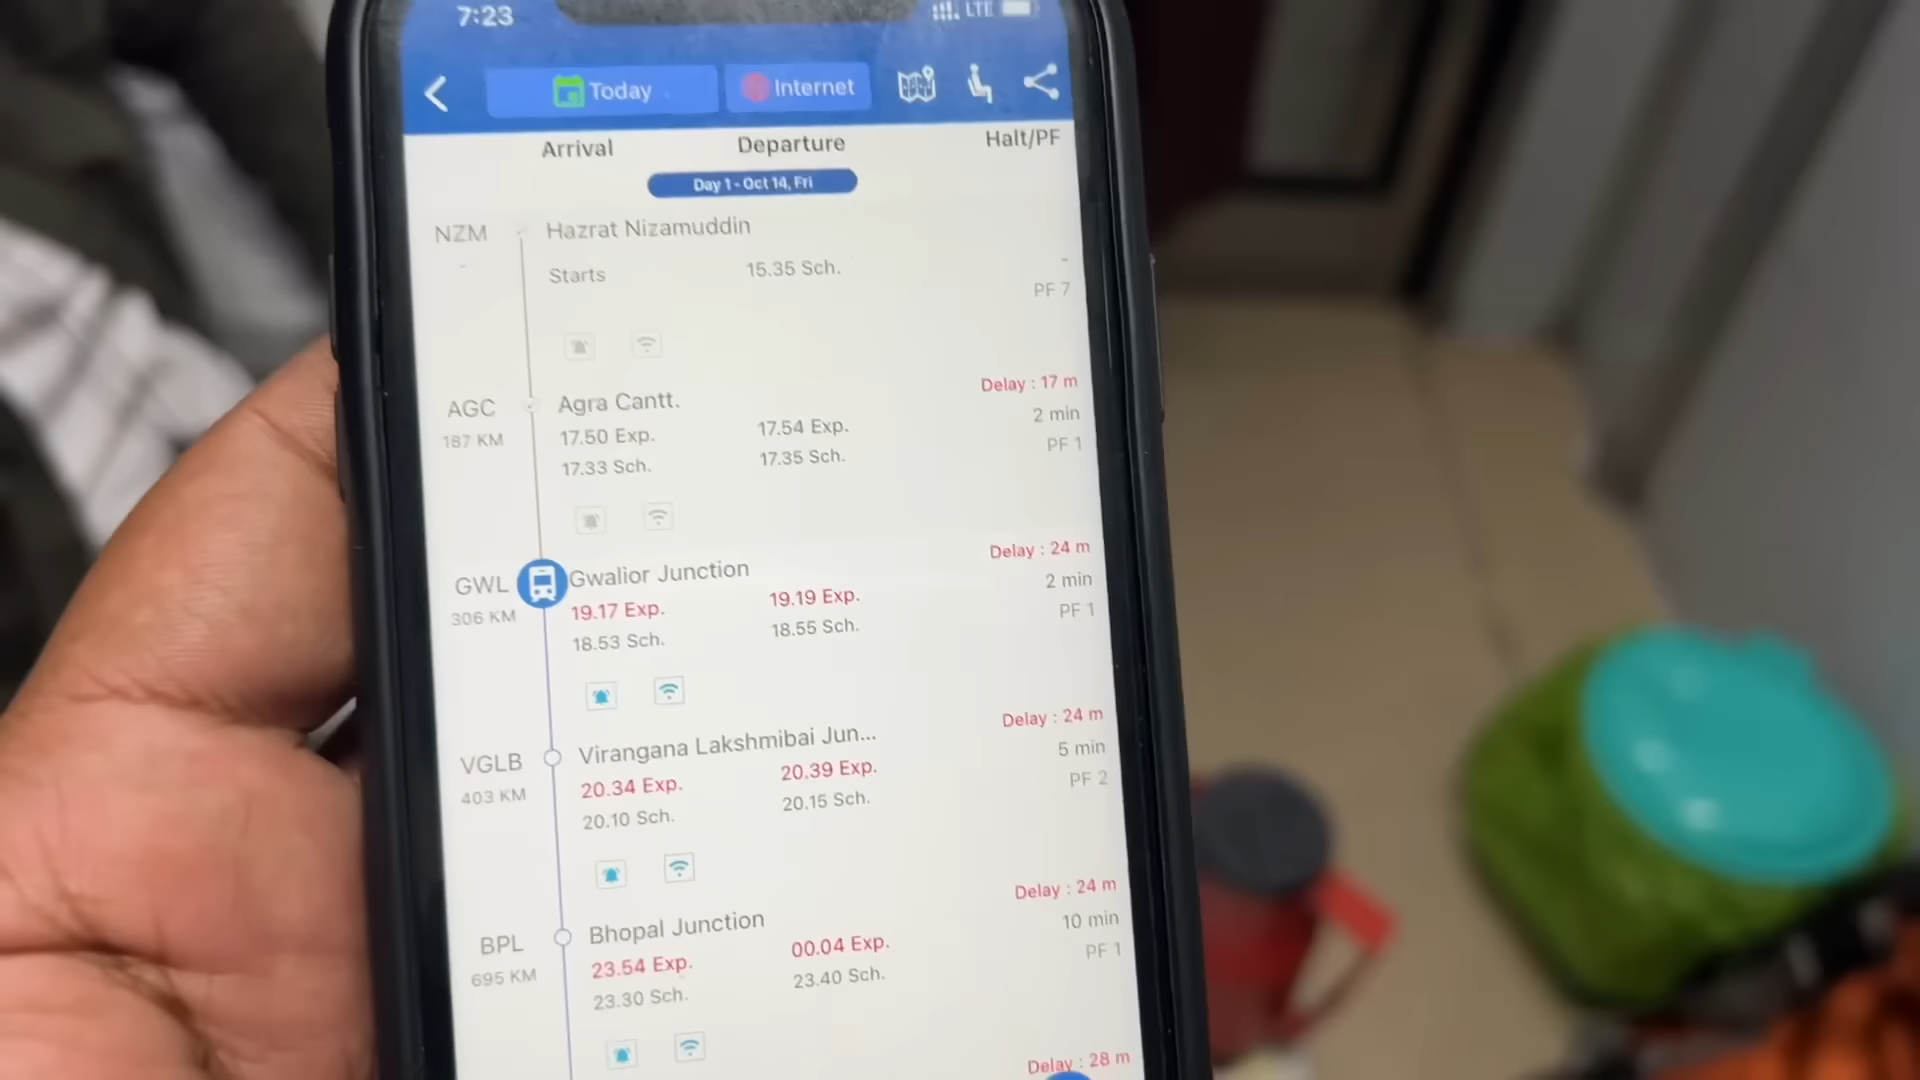 7:23 LTE
Today Internet
Arrival Departure Halt/PF
Day 1 - Oct 14, Fri
NZM Hazrat Nizamuddin
- Starts 15.35 Sch. -
PF 7
Delay : 17 m
AGC Agra Cantt.
187 KM 17.50 Exp. 17.54 Exp. 2 min
17.33 Sch. 17.35 Sch. PF 1
Delay : 24 m
GWL Gwalior Junction
306 KM 19.17 Exp. 19.19 Exp. 2 min
18.53 Sch. 18.55 Sch. PF 1
Delay : 24 m
VGLB Virangana Lakshmibai Jun...
403 KM 20.34 Exp. 20.39 Exp. 5 min
20.10 Sch. 20.15 Sch. PF 2
Delay : 24 m
BPL Bhopal Junction
695 KM 23.54 Exp. 00.04 Exp. 10 min
23.30 Sch. 23.40 Sch. PF 1
Delay : 28 m